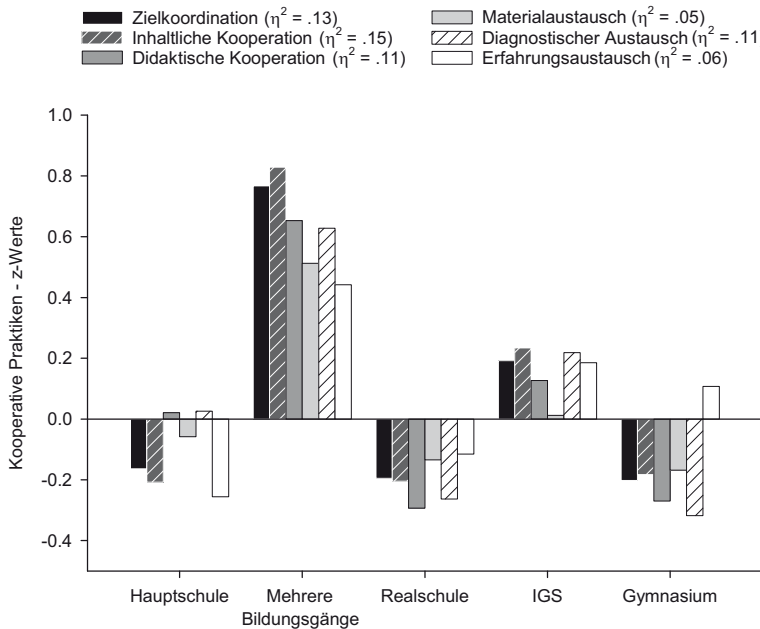 Zielkoordination (η² = .13)
Inhaltliche Kooperation (η² = .15)
Didaktische Kooperation (η² = .11)
Materialaustausch (η² = .05)
Diagnostischer Austausch (η² = .11
Erfahrungsaustausch (η² = .06)
Kooperative Praktiken - z-Werte
1.0
0.8
0.6
0.4
0.2
0.0
-0.2
-0.4
Hauptschule
Mehrere
Bildungsgänge
Realschule
IGS
Gymnasium